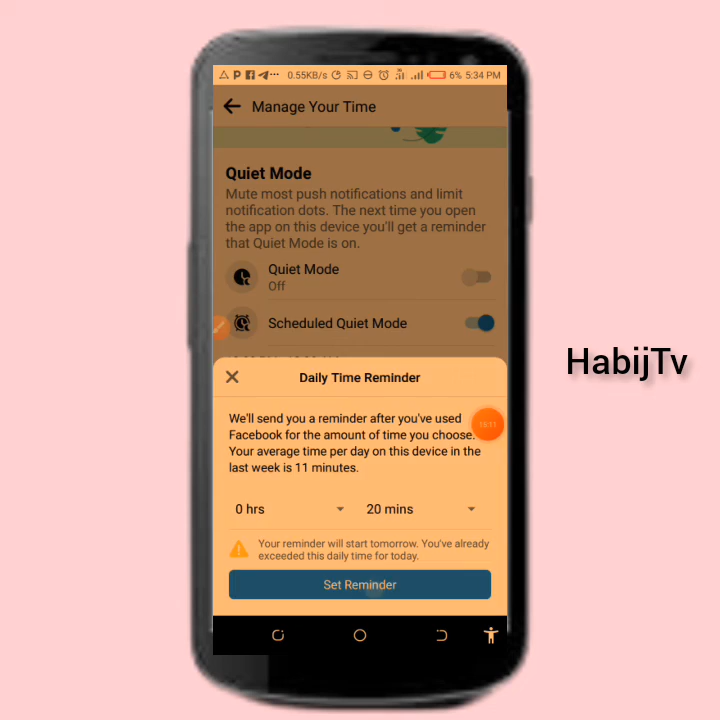 0.55KB/s 6% 5:34 PM
Manage Your Time
Quiet Mode
Mute most push notifications and limit
notification dots. The next time you open
the app on this device you'll get a reminder
that Quiet Mode is on.
Quiet Mode
Off
Scheduled Quiet Mode
Daily Time Reminder
We'll send you a reminder after you've used
Facebook for the amount of time you choose.
Your average time per day on this device in the
last week is 11 minutes.
0 hrs 20 mins
Your reminder will start tomorrow. You've already
exceeded this daily time for today.
Set Reminder
HabijTv